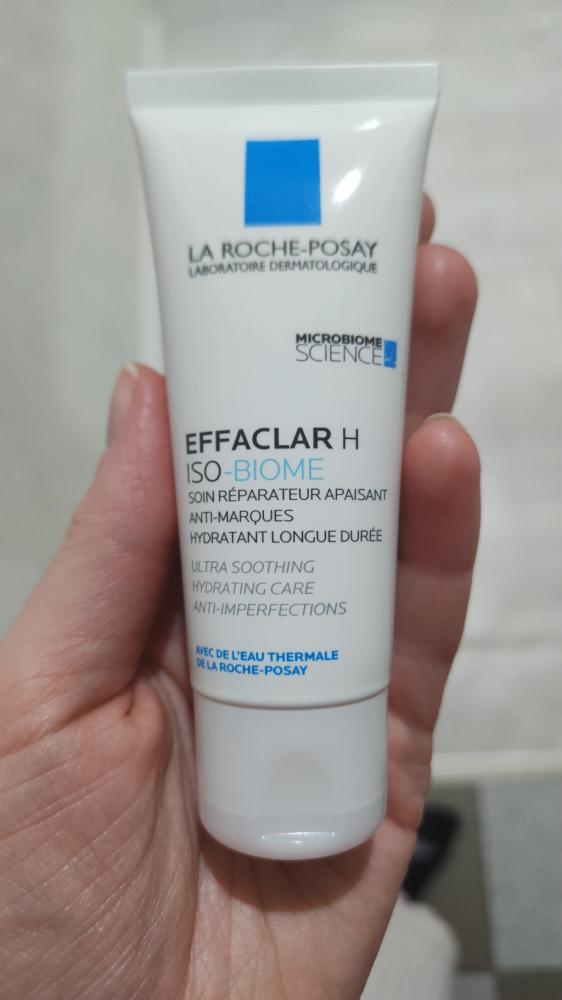 LA ROCHE-POSAY
LABORATOIRE DERMATOLOGIQUE
MICROBIOME
SCIENCE
EFFACLAR H
ISO-BIOME
SOIN RÉPARATEUR APAISANT
ANTI-MARQUES
HYDRATANT LONGUE DURÉE
ULTRA SOOTHING
HYDRATING CARE
ANTI-IMPERFECTIONS
AVEC DE L'EAU THERMALE
DE LA ROCHE-POSAY